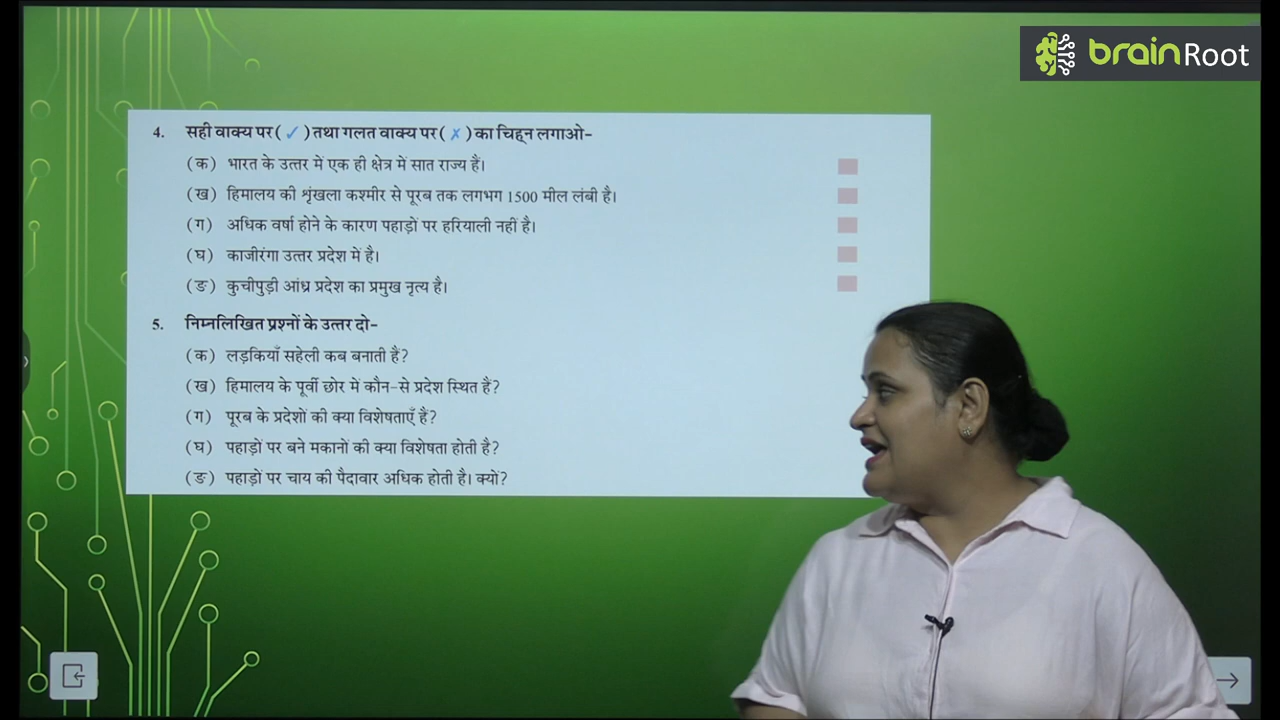 brainRoot
4. सही वाक्य पर ( ✓ ) तथा गलत वाक्य पर ( ✗ ) का चिह्न लगाओ–
(क) भारत के उत्तर में एक ही क्षेत्र में सात राज्य हैं।
(ख) हिमालय की शृंखला कश्मीर से पूरब तक लगभग 1500 मील लंबी है।
(ग) अधिक वर्षा होने के कारण पहाड़ों पर हरियाली नहीं है।
(घ) काजीरंगा उत्तर प्रदेश में है।
(ङ) कुचीपुड़ी आंध्र प्रदेश का प्रमुख नृत्य है।
5. निम्नलिखित प्रश्नों के उत्तर दो–
(क) लड़कियाँ सहेली कब बनाती हैं?
(ख) हिमालय के पूर्वी छोर में कौन-से प्रदेश स्थित हैं?
(ग) पूरब के प्रदेशों की क्या विशेषताएँ हैं?
(घ) पहाड़ों पर बने मकानों की क्या विशेषता होती है?
(ङ) पहाड़ों पर चाय की पैदावार अधिक होती है। क्यों?